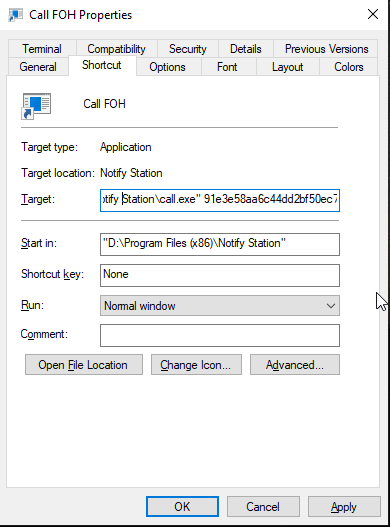 Call FOH Properties
Terminal Compatibility Security Details Previous Versions
General Shortcut Options Font Layout Colors
Call FOH
Target type: Application
Target location: Notify Station
Target: otify Station\call.exe" 91e3e58aa6c44dd2bf50ec7
Start in: "D:\Program Files (x86)\Notify Station"
Shortcut key: None
Run: Normal window
Comment:
Open File Location Change Icon... Advanced...
OK Cancel Apply